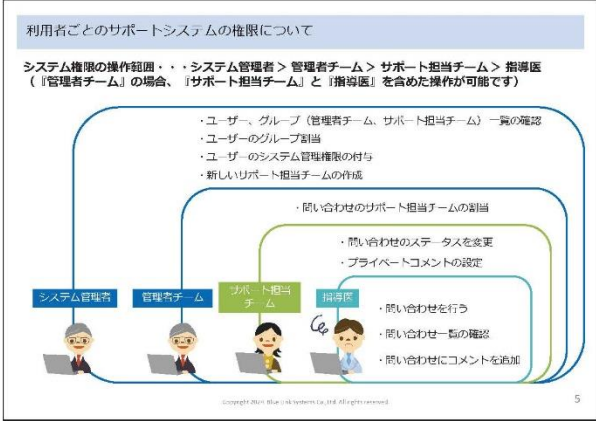 利用者ごとのサポートシステムの権限について
システム権限の操作範囲・・・システム管理者 > 管理者チーム > サポート担当チーム > 指導医
(『管理者チーム』の場合、『サポート担当チーム』と『指導医』を含めた操作が可能です)
・ユーザー、グループ(管理者チーム、サポート担当チーム)一覧の確認
・ユーザーのグループ割当
・ユーザーのシステム管理権限の付与
・新しいサポート担当チームの作成
・問い合わせのサポート担当チームの割当
・問い合わせのステータスを変更
・プライベートコメントの設定
システム管理者
管理者チーム
サポート担当
チーム
指導医
・問い合わせを行う
・問い合わせ一覧の確認
・問い合わせにコメントを追加
Copyright 2024 Blue Link Systems Co., Ltd. All rights reserved.
5